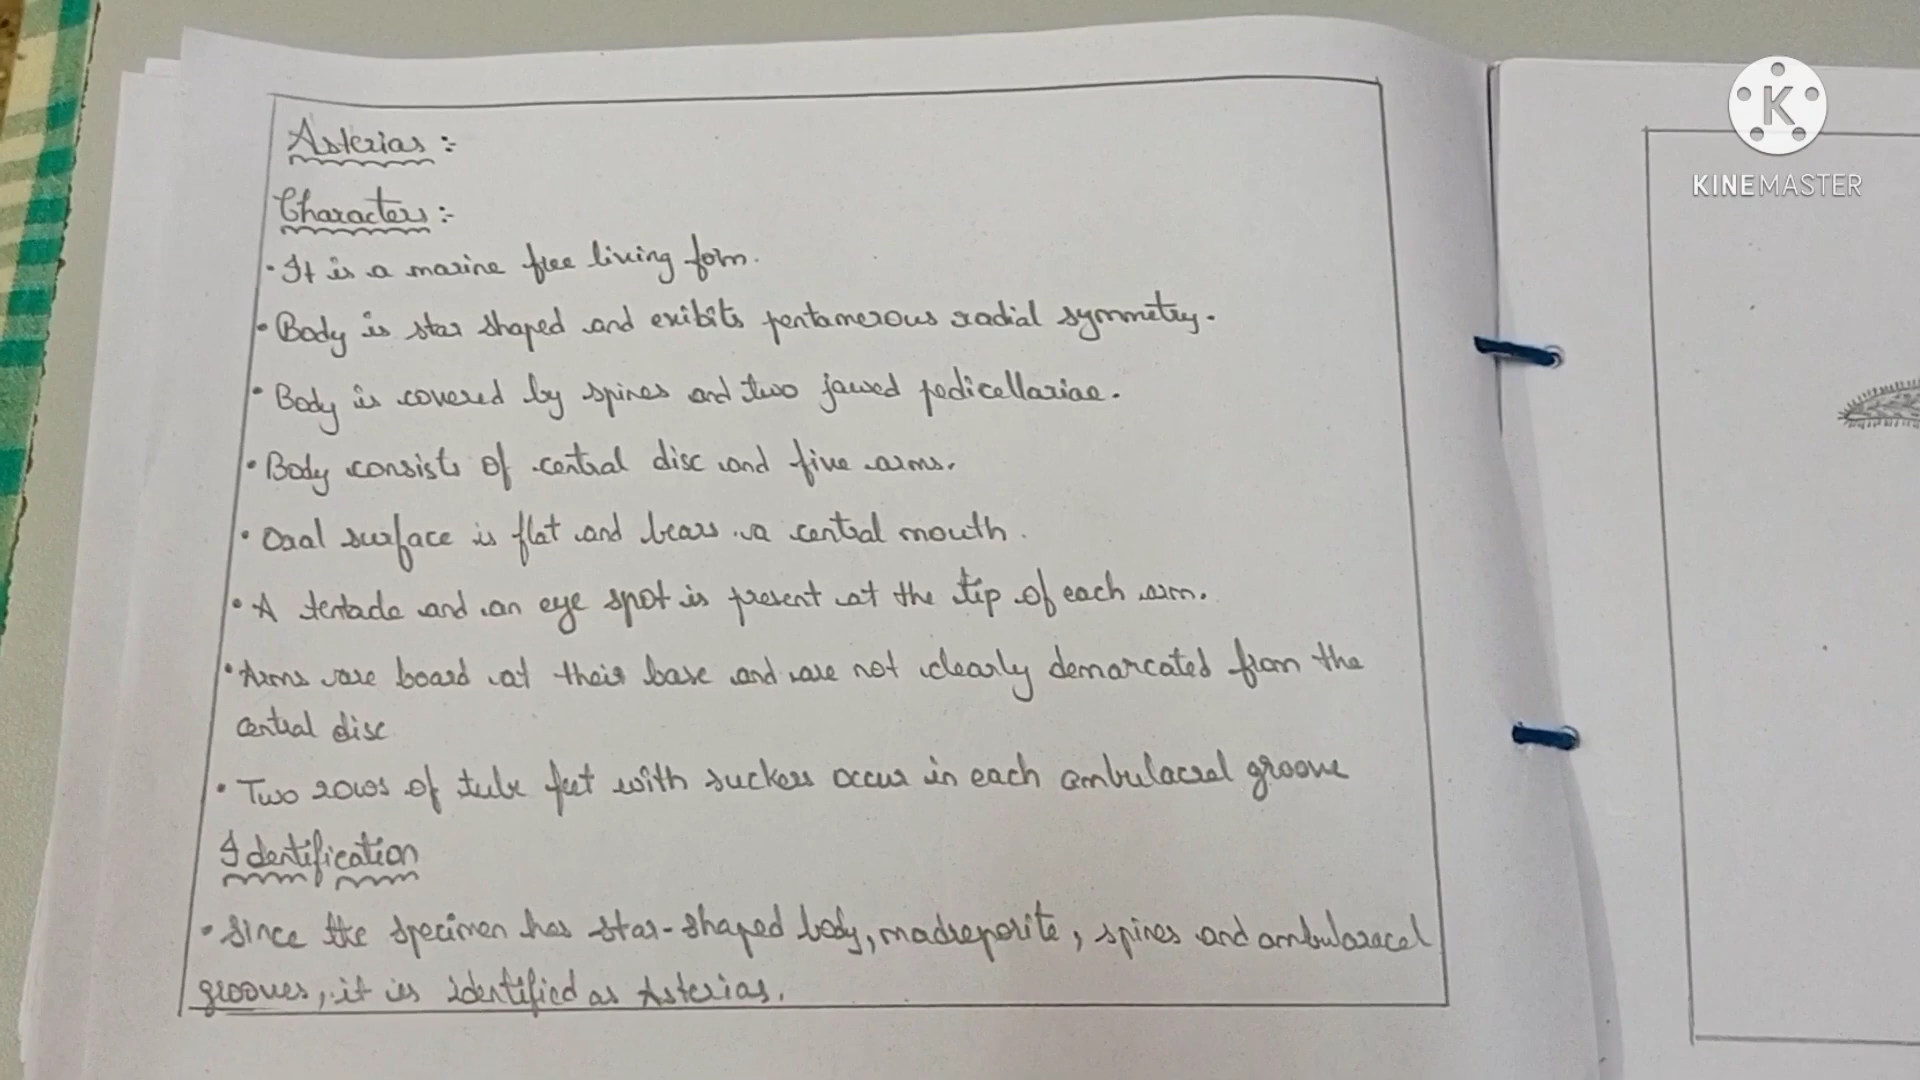 Asterias :-
Characters :-
• It is a marine free living form.
• Body is star shaped and exibits pentamerous radial symmetry.
• Body is covered by spines and two jawed pedicellariae.
• Body consists of central disc and five arms.
• Oral surface is flat and bears a central mouth.
• A tentacle and an eye spot is present at the tip of each arm.
• Arms are board at their base and are not clearly demarcated from the
central disc
• Two rows of tube feet with suckers occur in each ambulacral groove
Identification
• Since the specimen has star-shaped body, madreporite, spines and ambularacel
grooves, it is identified as Asterias.
K
KINEMASTER